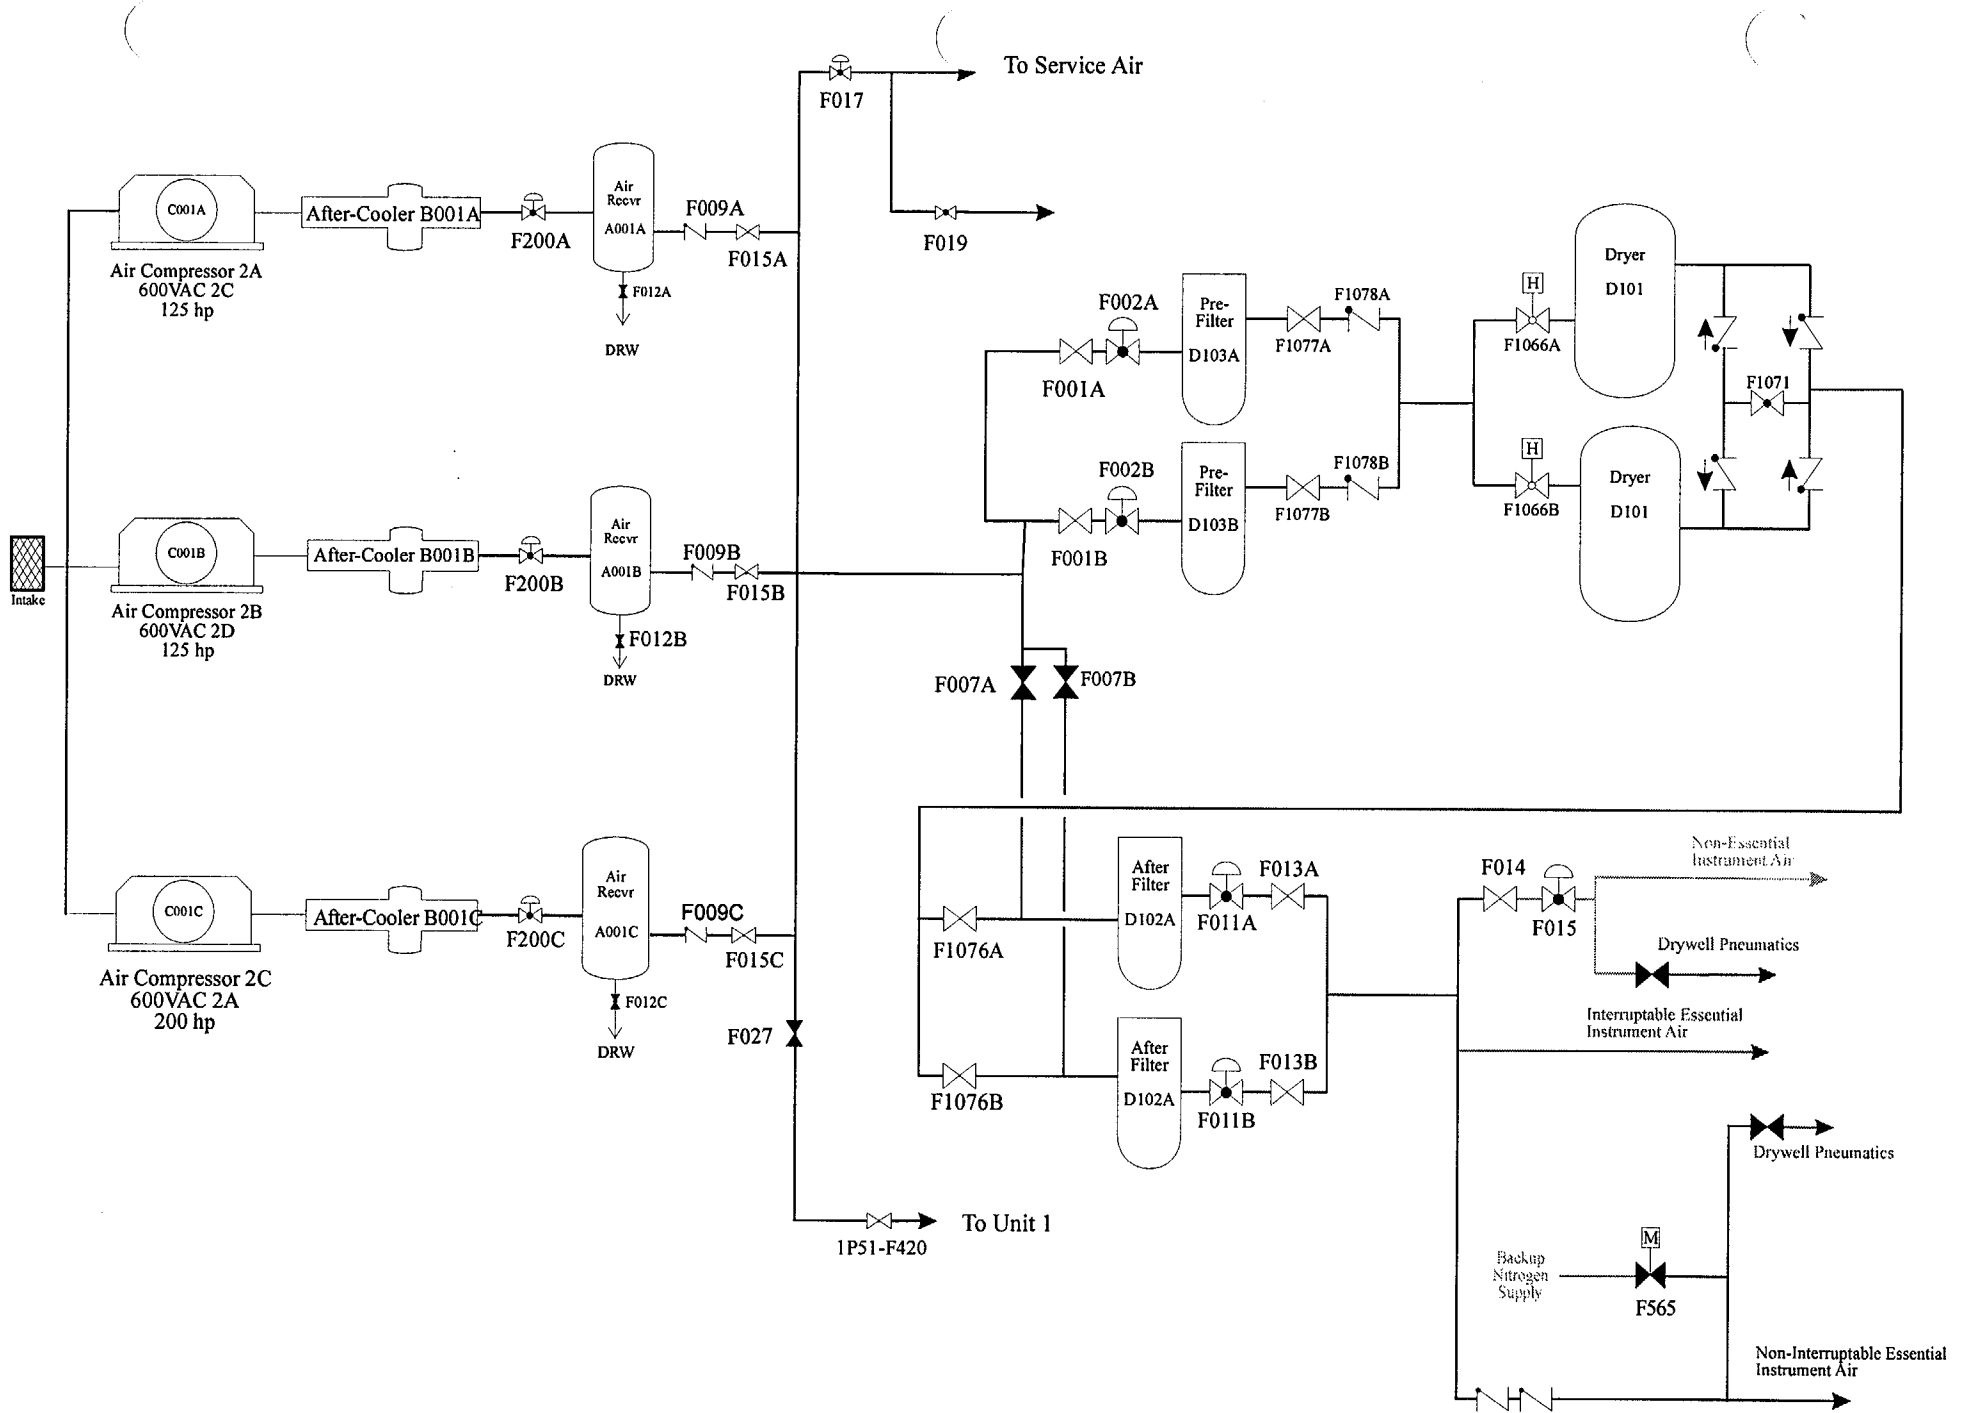 To Service Air
F017
F019
C001A
After-Cooler B001A
F200A
Air
Recvr
A001A
F009A
F015A
F012A
DRW
Air Compressor 2A
600VAC 2C
125 hp
F002A
Pre-
Filter
D103A
F001A
F1077A
F1078A
H
F1066A
Dryer
D101
F1071
F002B
Pre-
Filter
D103B
F001B
F1077B
F1078B
H
F1066B
Dryer
D101
Intake
C001B
After-Cooler B001B
F200B
Air
Recvr
A001B
F009B
F015B
F012B
DRW
Air Compressor 2B
600VAC 2D
125 hp
F007A
F007B
C001C
After-Cooler B001C
F200C
Air
Recvr
A001C
F009C
F015C
F012C
DRW
Air Compressor 2C
600VAC 2A
200 hp
F027
After
Filter
D102A
F011A
F013A
F1076A
After
Filter
D102A
F011B
F013B
F1076B
F014
F015
Non-Essential
Instrument Air
Drywell Pneumatics
Interruptable Essential
Instrument Air
Drywell Pneumatics
To Unit 1
1P51-F420
M
Backup
Nitrogen
Supply
F565
Non-Interruptable Essential
Instrument Air